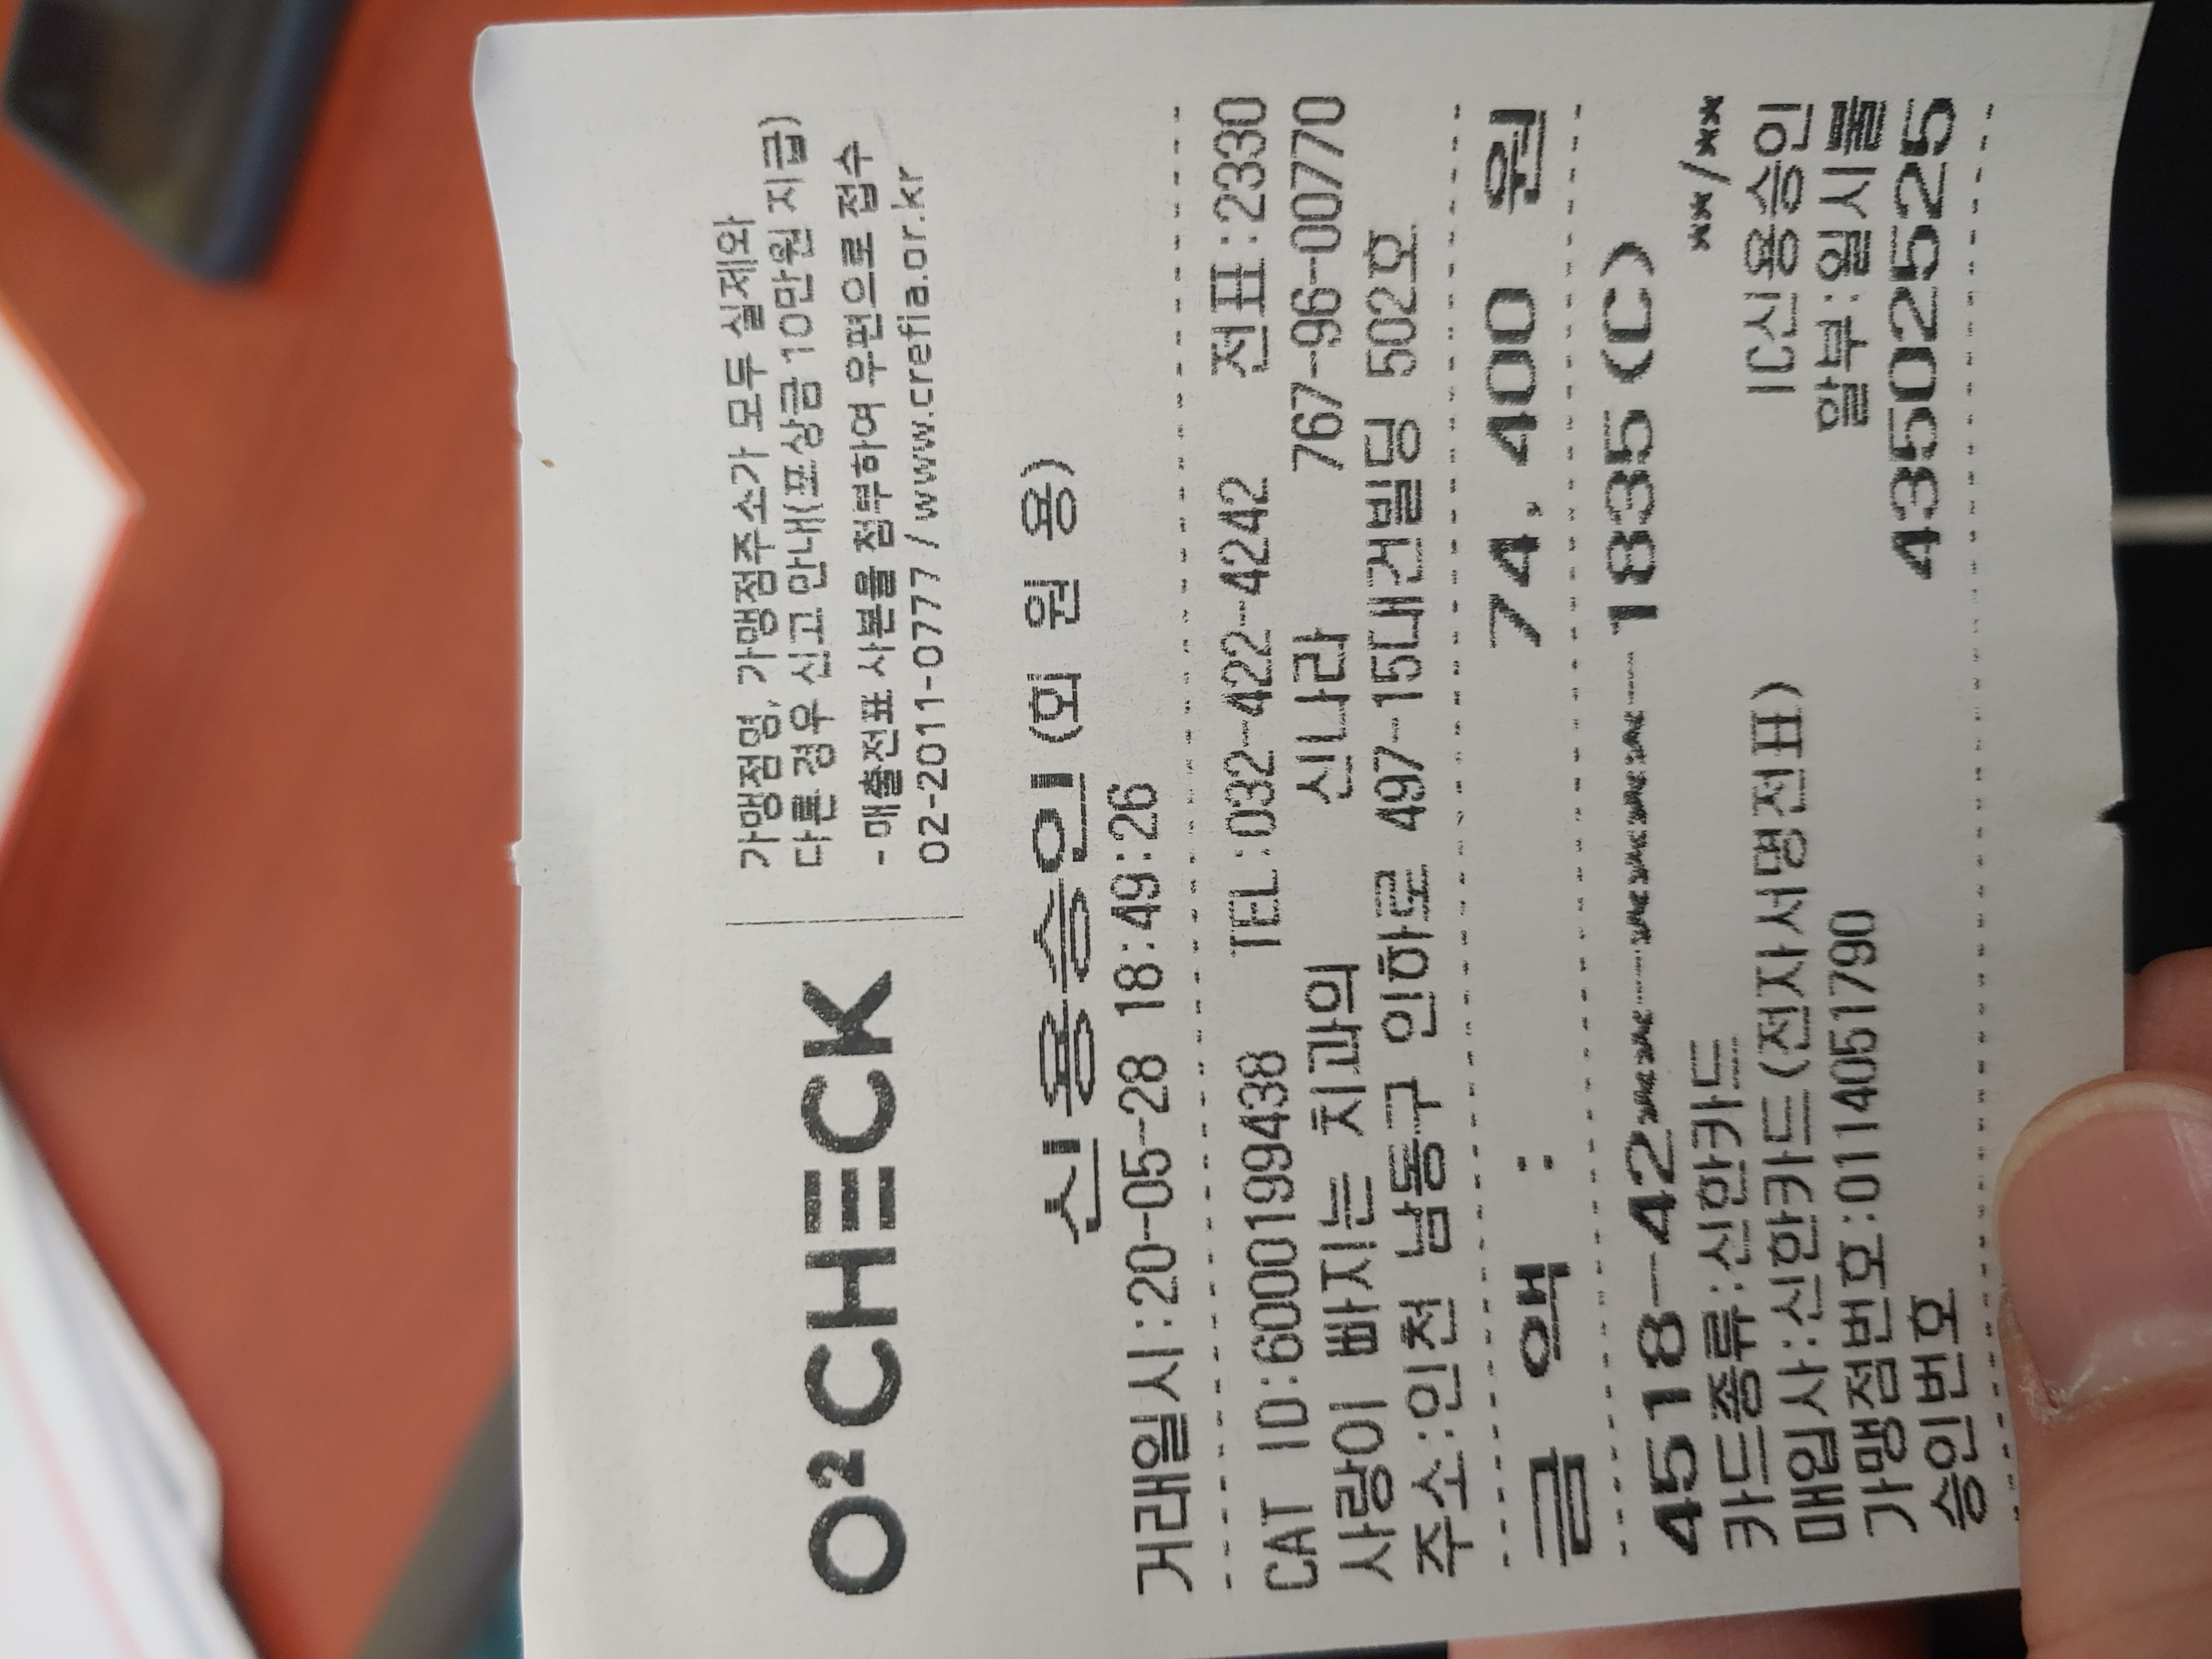 O²CHECK
가맹점명, 가맹점주소가 모두 실제와
다른 경우 신고안내(포상금 10만원 지급)
- 매출전표 사본을 첨부하여 우편으로 접수
02-2011-0777 / www.crefia.or.kr
신용승인(회 원 용)
거래일시:20-05-28 18:49:26
CAT ID:6000199438 TEL:032-422-4242 전표:2330
사랑이 빠지는 치과의 신나라 767-96-00770
주소:인천 남동구 인하로 497-15대건빌딩 502호
금 액 : 74,400 원
4518-42**-****-1835(C)
카드종류:신한카드 **/**
매입사:신한카드(전자서명전표) IC신용승인
가맹점번호:0114051790 할부:일시불
승인번호 43502525